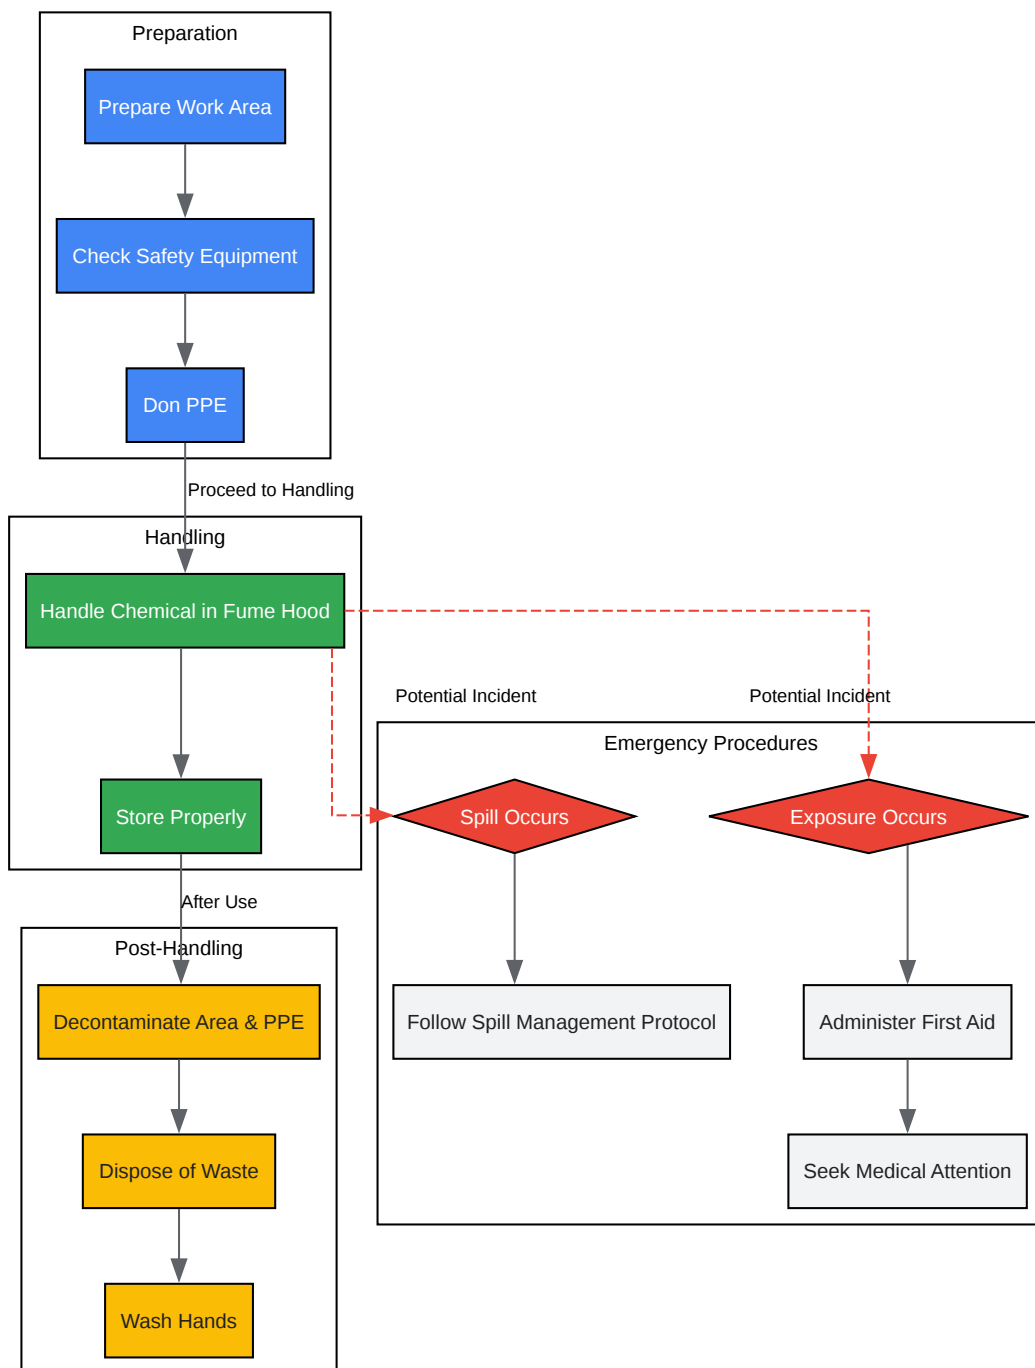 Preparation
Prepare Work Area
Check Safety Equipment
Don PPE
Proceed to Handling
Handling
Handle Chemical in Fume Hood
Potential Incident
Potential Incident
Emergency Procedures
Store Properly
Spill Occurs
Exposure Occurs
After Use
Post-Handling
Decontaminate Area & PPE
Follow Spill Management Protocol
Administer First Aid
Dispose of Waste
Seek Medical Attention
Wash Hands